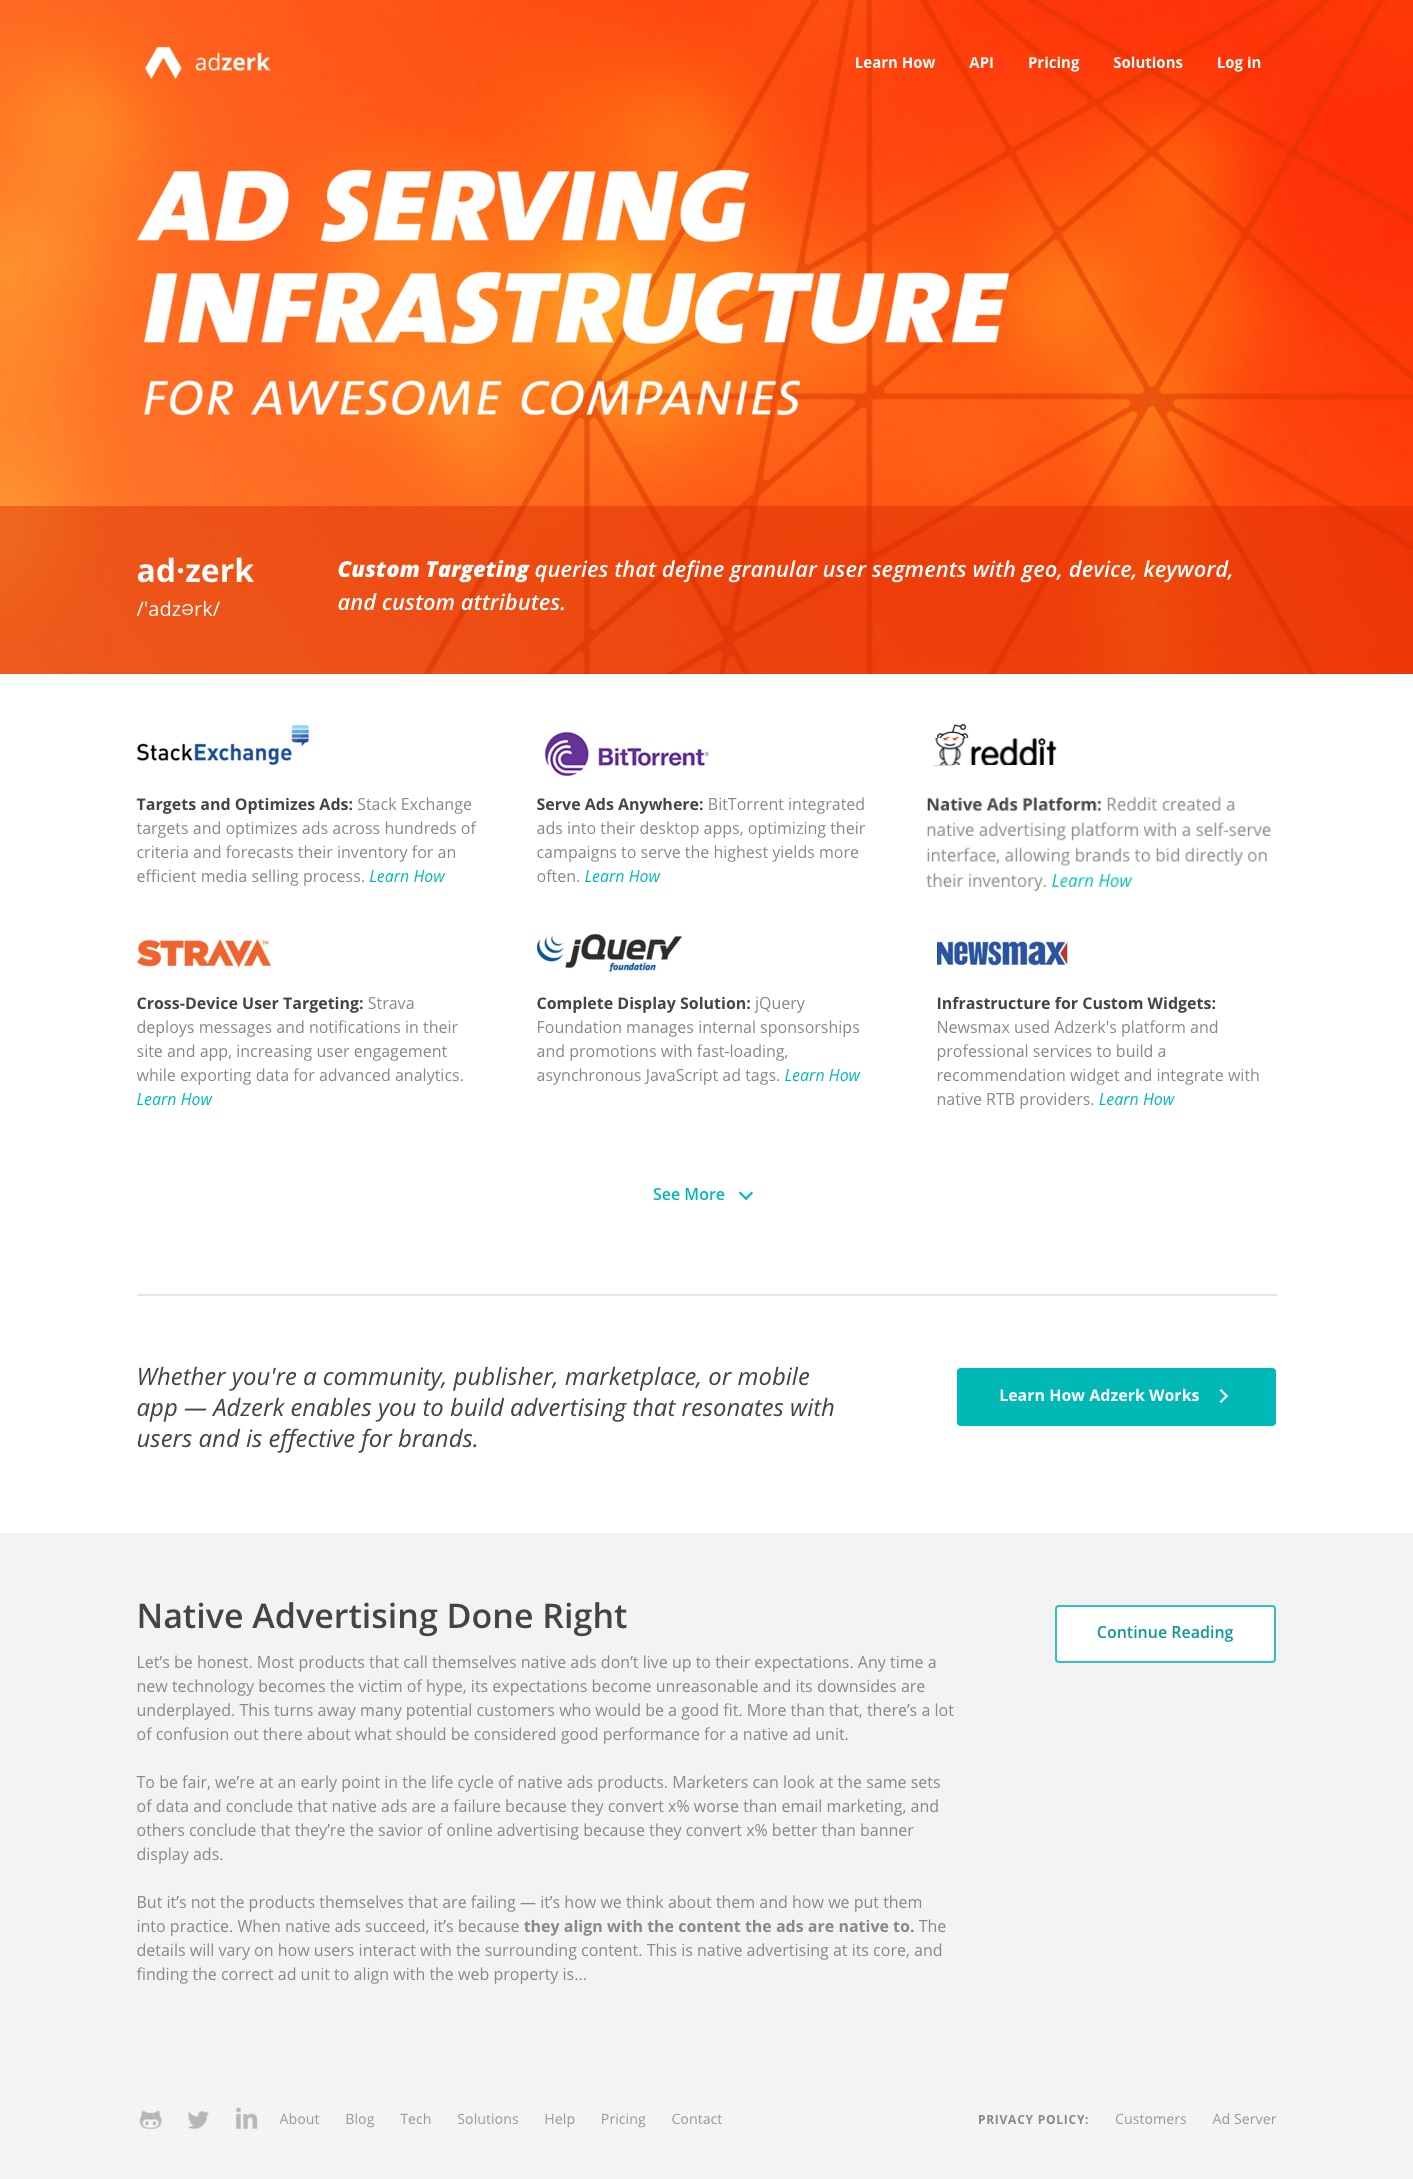 adzerk
Learn How API Pricing Solutions Log in
AD SERVING
INFRASTRUCTURE
FOR AWESOME COMPANIES
ad·zerk
/'adzərk/
Custom Targeting queries that define granular user segments with geo, device, keyword,
and custom attributes.
StackExchange
Targets and Optimizes Ads: Stack Exchange
targets and optimizes ads across hundreds of
criteria and forecasts their inventory for an
efficient media selling process. Learn How
BitTorrent
Serve Ads Anywhere: BitTorrent integrated
ads into their desktop apps, optimizing their
campaigns to serve the highest yields more
often. Learn How
reddit
Native Ads Platform: Reddit created a
native advertising platform with a self-serve
interface, allowing brands to bid directly on
their inventory. Learn How
STRAVA
Cross-Device User Targeting: Strava
deploys messages and notifications in their
site and app, increasing user engagement
while exporting data for advanced analytics.
Learn How
jQuery
foundation
Complete Display Solution: jQuery
Foundation manages internal sponsorships
and promotions with fast-loading,
asynchronous JavaScript ad tags. Learn How
Newsmax
Infrastructure for Custom Widgets:
Newsmax used Adzerk's platform and
professional services to build a
recommendation widget and integrate with
native RTB providers. Learn How
See More
Whether you're a community, publisher, marketplace, or mobile
app — Adzerk enables you to build advertising that resonates with
users and is effective for brands.
Learn How Adzerk Works
Native Advertising Done Right
Continue Reading
Let’s be honest. Most products that call themselves native ads don’t live up to their expectations. Any time a
new technology becomes the victim of hype, its expectations become unreasonable and its downsides are
underplayed. This turns away many potential customers who would be a good fit. More than that, there’s a lot
of confusion out there about what should be considered good performance for a native ad unit.
To be fair, we’re at an early point in the life cycle of native ads products. Marketers can look at the same sets
of data and conclude that native ads are a failure because they convert x% worse than email marketing, and
others conclude that they’re the savior of online advertising because they convert x% better than banner
display ads.
But it’s not the products themselves that are failing — it’s how we think about them and how we put them
into practice. When native ads succeed, it’s because they align with the content the ads are native to. The
details will vary on how users interact with the surrounding content. This is native advertising at its core, and
finding the correct ad unit to align with the web property is...
in About Blog Tech Solutions Help Pricing Contact
PRIVACY POLICY: Customers Ad Server